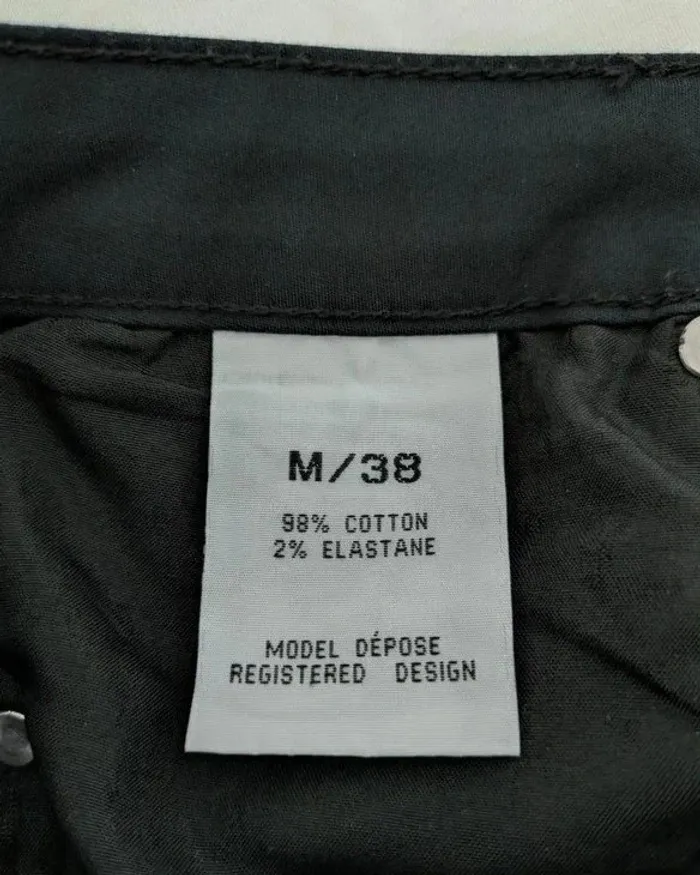 M/38
98% COTTON
2% ELASTANE
MODEL DÉPOSE
REGISTERED DESIGN